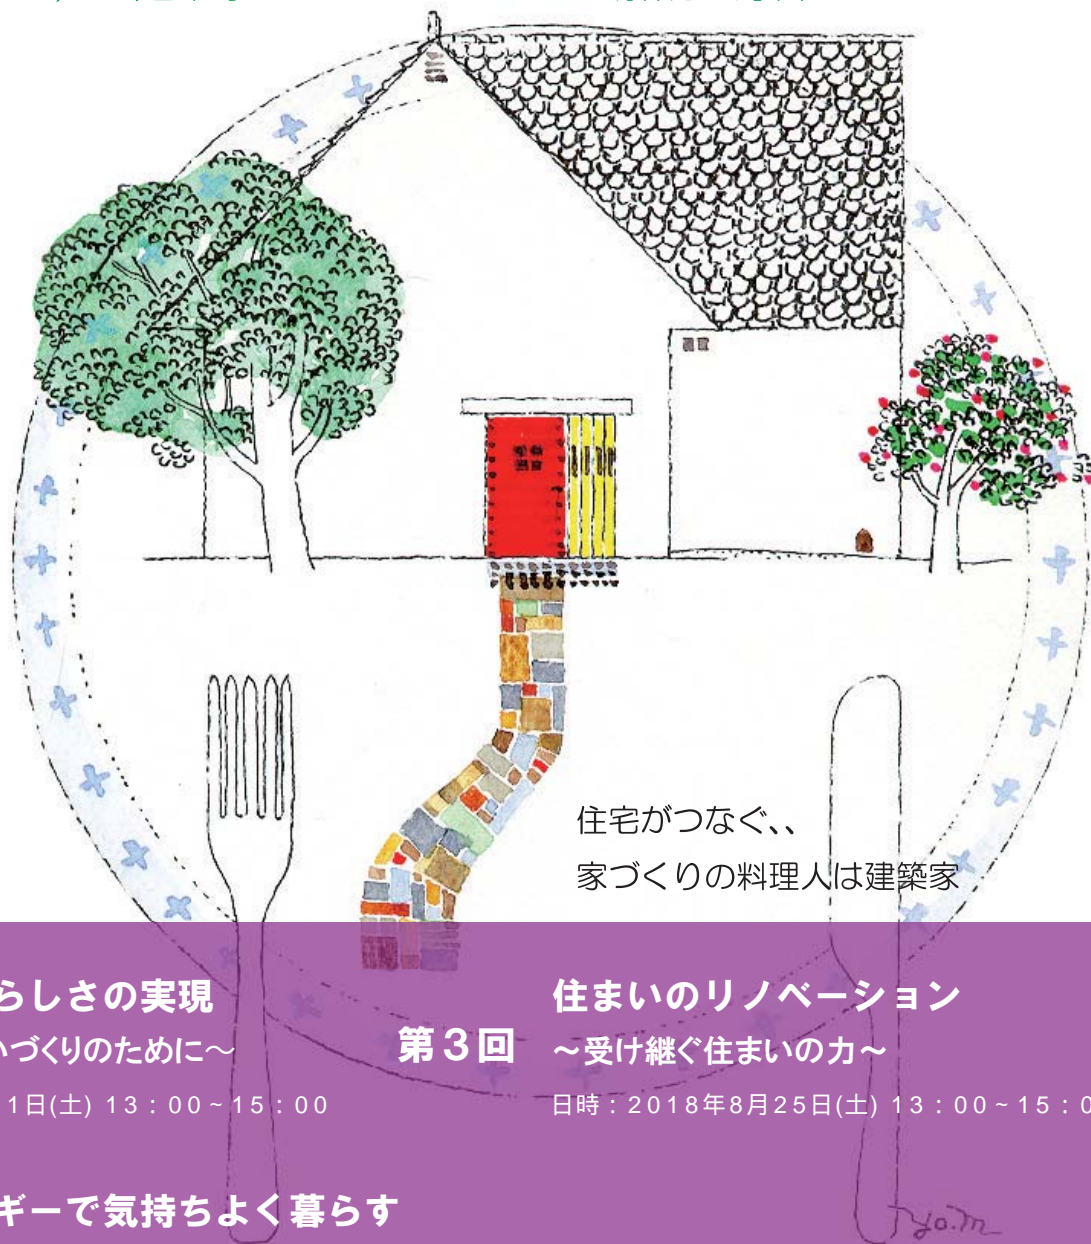 住宅がつなぐ、、
家づくりの料理人は建築家
らしさの実現
づくりのために～
1日(土) 13：00~15：00
第3回
住まいのリノベーション
～受け継ぐ住まいの力～
日時：2018年8月25日(土) 13：00~15：0
ギーで気持ちよく暮らす
yo.m